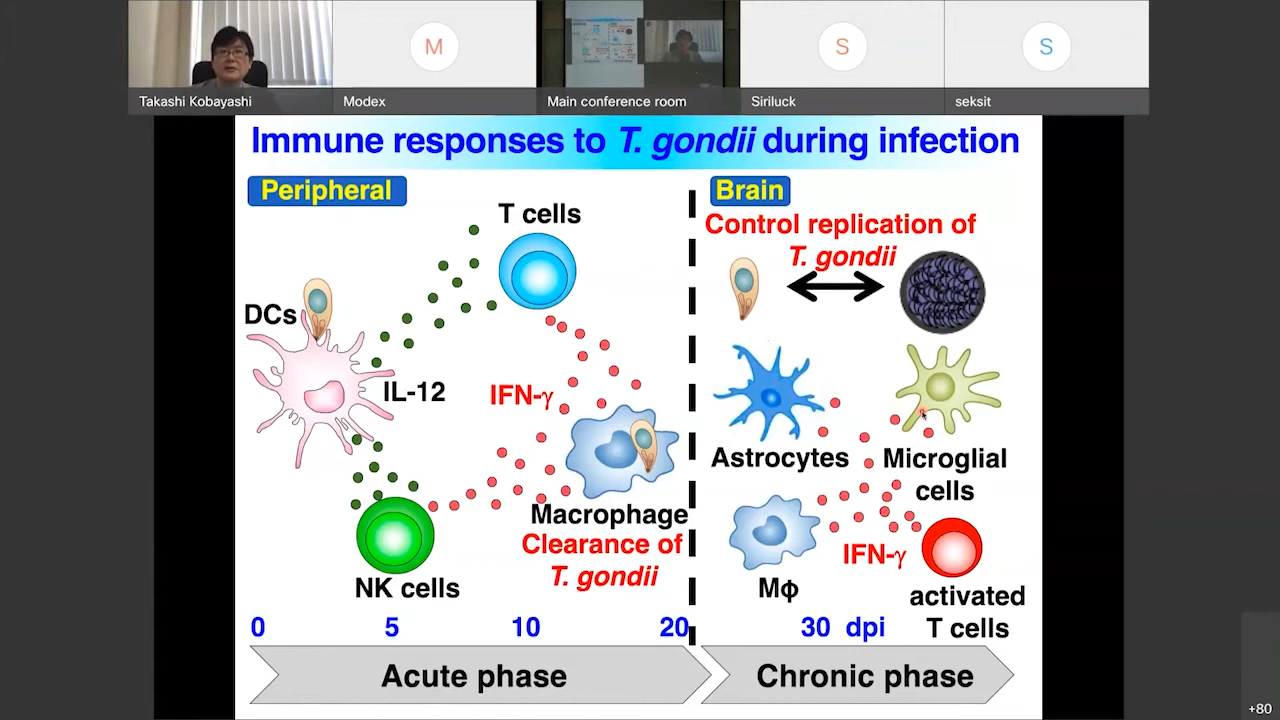 M
S
S
Takashi Kobayashi
Modex
Main conference room
Siriluck
seksit
Immune responses to T. gondii during infection
Peripheral
Brain
T cells
Control replication of
T. gondii
DCs
IL-12
IFN-γ
Astrocytes
Microglial
cells
Macrophage
Clearance of
T. gondii
NK cells
IFN-γ
Mϕ
activated
T cells
0
5
10
20
30 dpi
Acute phase
Chronic phase
+80